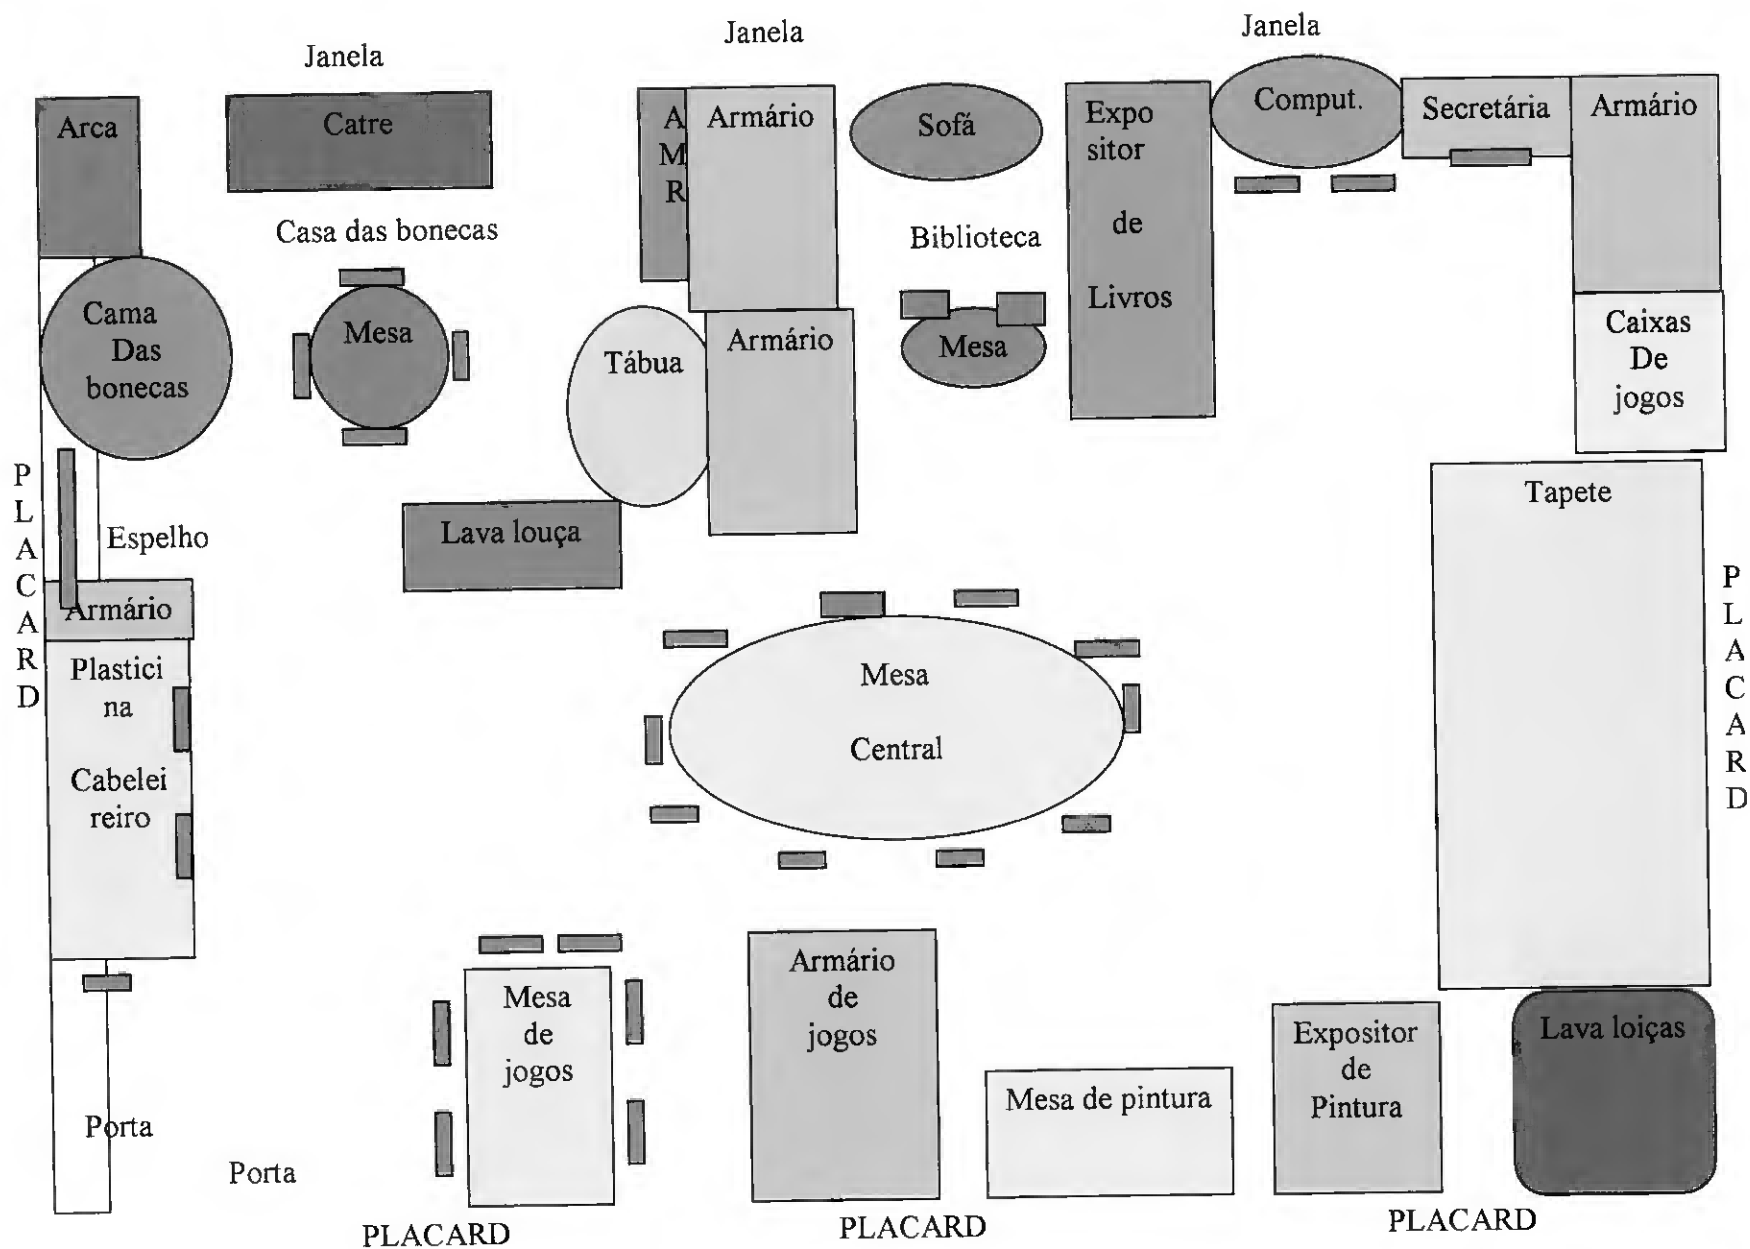 Janela
Janela
Janela
Arca
Catre
A
M
R
Armário
Sofá
Expo
sitor
de
Livros
Comput.
Secretária
Armário
Casa das bonecas
Biblioteca
Cama
Das
bonecas
Mesa
Tábua
Armário
Mesa
Caixas
De
jogos
PLACARD
Espelho
Lava louça
Tapete
PLACARD
Armário
Plastici
na
Cabelei
reiro
Mesa
Central
Mesa
de
jogos
Armário
de
jogos
Mesa de pintura
Expositor
de
Pintura
Lava loiças
Porta
Porta
PLACARD
PLACARD
PLACARD